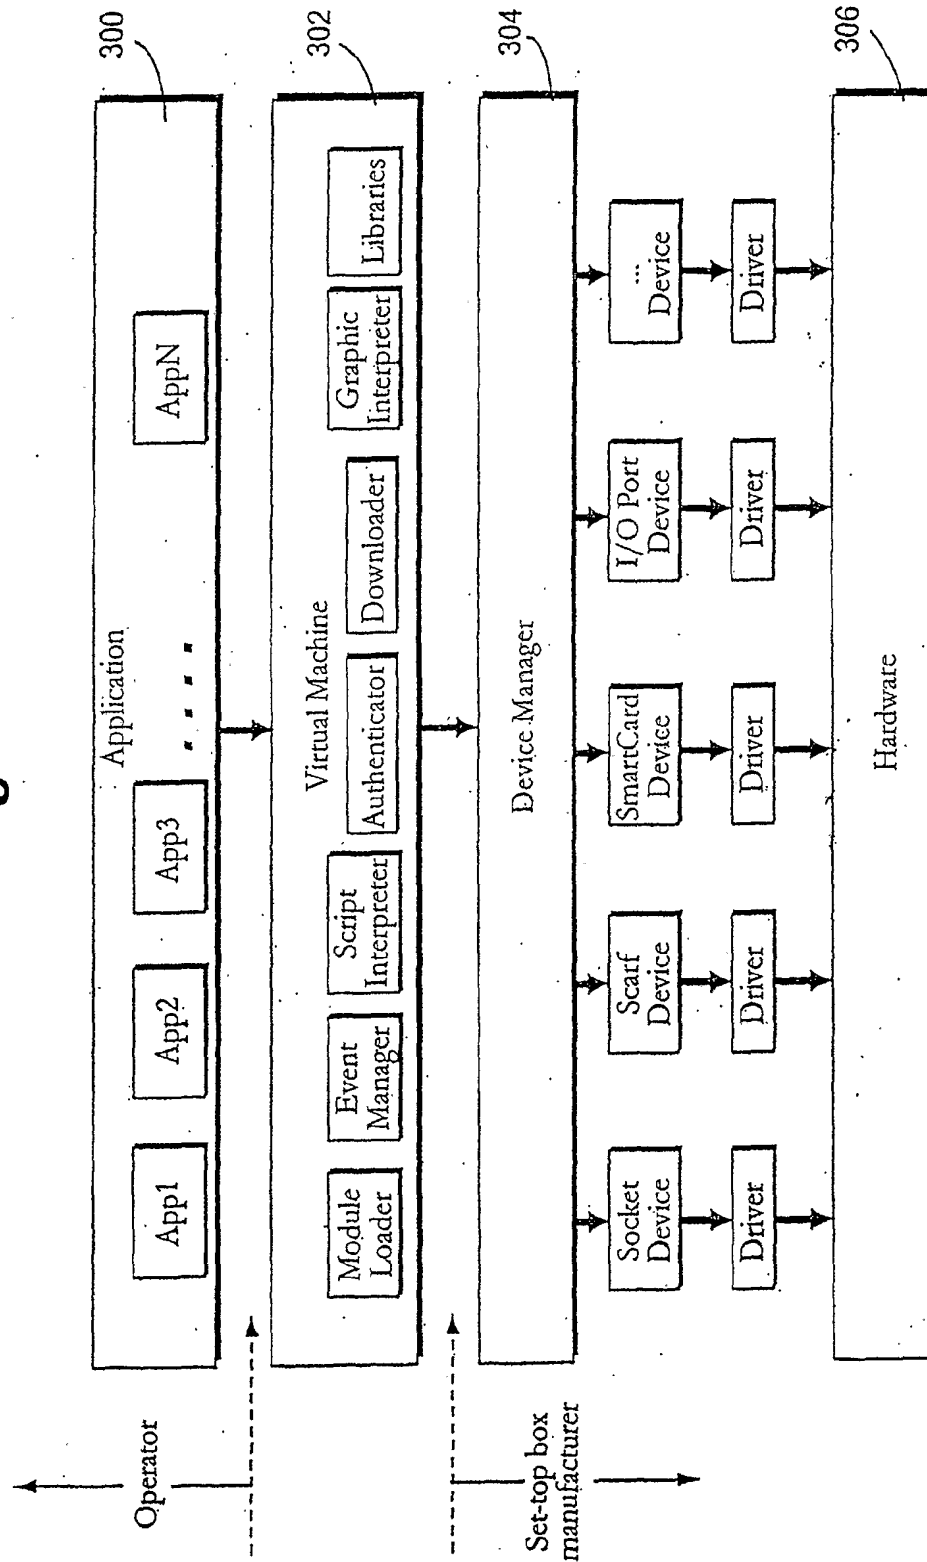 300
Application
App1
App2
App3
. . . .
AppN
Operator
302
Virtual Machine
Module
Loader
Event
Manager
Script
Interpreter
Authenticator
Downloader
Graphic
Interpreter
Libraries
304
Device Manager
Set-top box
manufacturer
Socket
Device
Scarf
Device
SmartCard
Device
I/O Port
Device
...
Device
Driver
Driver
Driver
Driver
Driver
306
Hardware